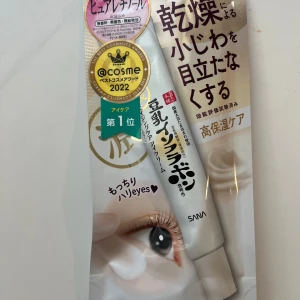 ピュアレチノール
@cosme
ベストコスメアワード
2022
アイケア
第1位
乾燥による
小じわを
目立たな
くする
高保湿ケア
豆乳イソフラボン
もっちり
ハリeyes
SANA